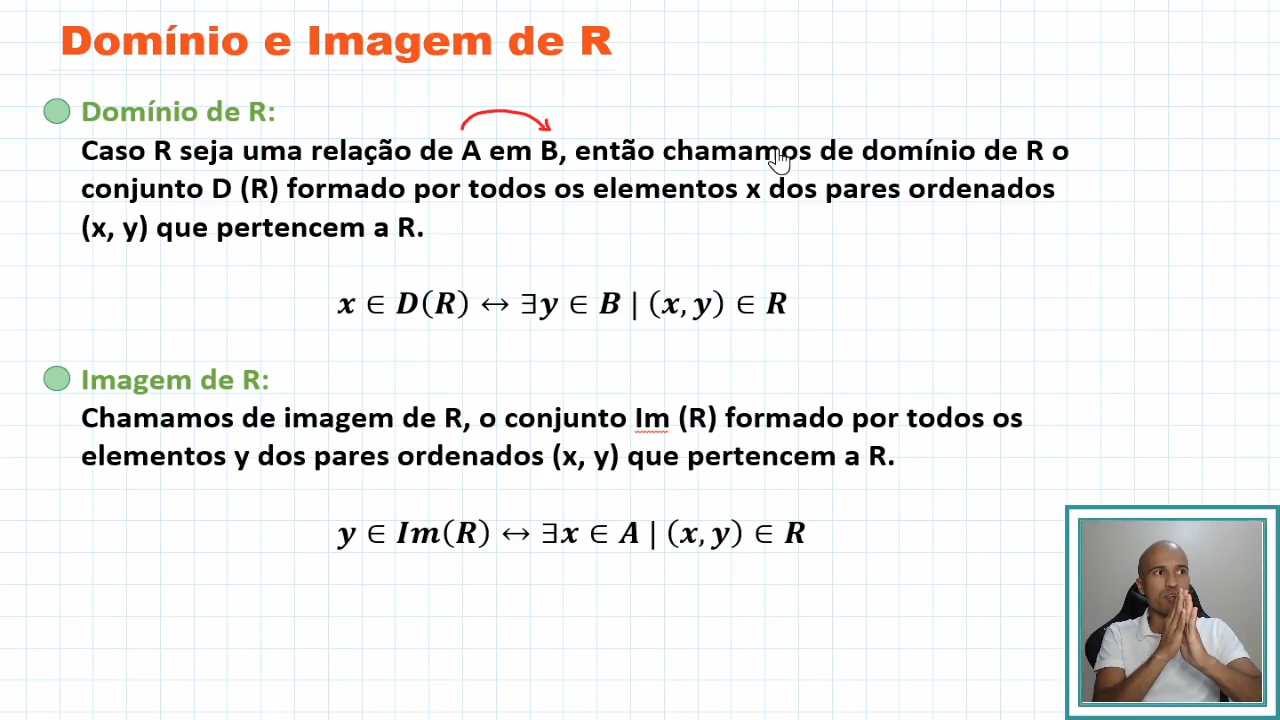 Domínio e Imagem de R
Domínio de R:
Caso R seja uma relação de A em B, então chamamos de domínio de R o
conjunto D (R) formado por todos os elementos x dos pares ordenados
(x, y) que pertencem a R.
x ∈ D(R) ↔ ∃y ∈ B | (x, y) ∈ R
Imagem de R:
Chamamos de imagem de R, o conjunto Im (R) formado por todos os
elementos y dos pares ordenados (x, y) que pertencem a R.
y ∈ Im(R) ↔ ∃x ∈ A | (x, y) ∈ R